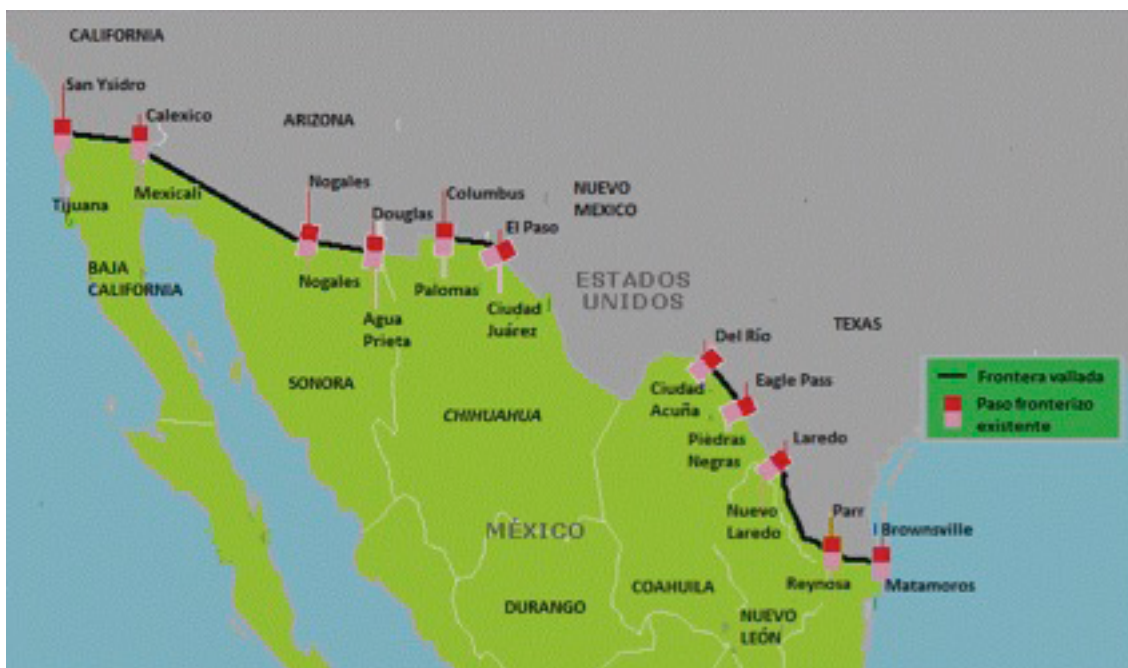 CALIFORNIA
San Ysidro
Calexico
ARIZONA
Nogales
Columbus
NUEVO
MEXICO
Tijuana
Mexicali
Douglas
El Paso
BAJA
CALIFORNIA
Nogales
Palomas
Ciudad
Juárez
ESTADOS
UNIDOS
Agua
Prieta
TEXAS
Del Río
SONORA
CHIHUAHUA
Ciudad
Acuña
Eagle Pass
Frontera vallada
Paso fronterizo
existente
Piedras
Negras
Laredo
MÉXICO
Nuevo
Laredo
Parr
Brownsville
DURANGO
COAHUILA
Reynosa
Matamoros
NUEVO
LEÓN